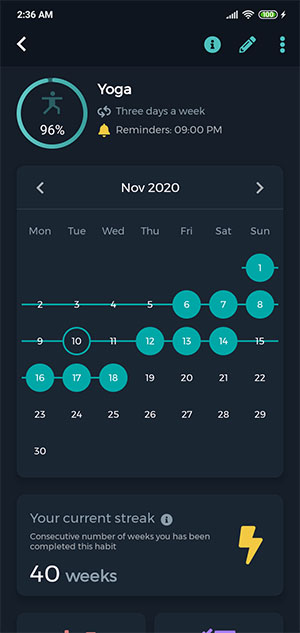 2:36 AM 100
Yoga
96% Three days a week
Reminders: 09:00 PM
Nov 2020
Mon Tue Wed Thu Fri Sat Sun
1
2 3 4 5 6 7 8
9 10 11 12 13 14 15
16 17 18 19 20 21 22
23 24 25 26 27 28 29
30
Your current streak
Consecutive number of weeks you has been
completed this habit
40 weeks